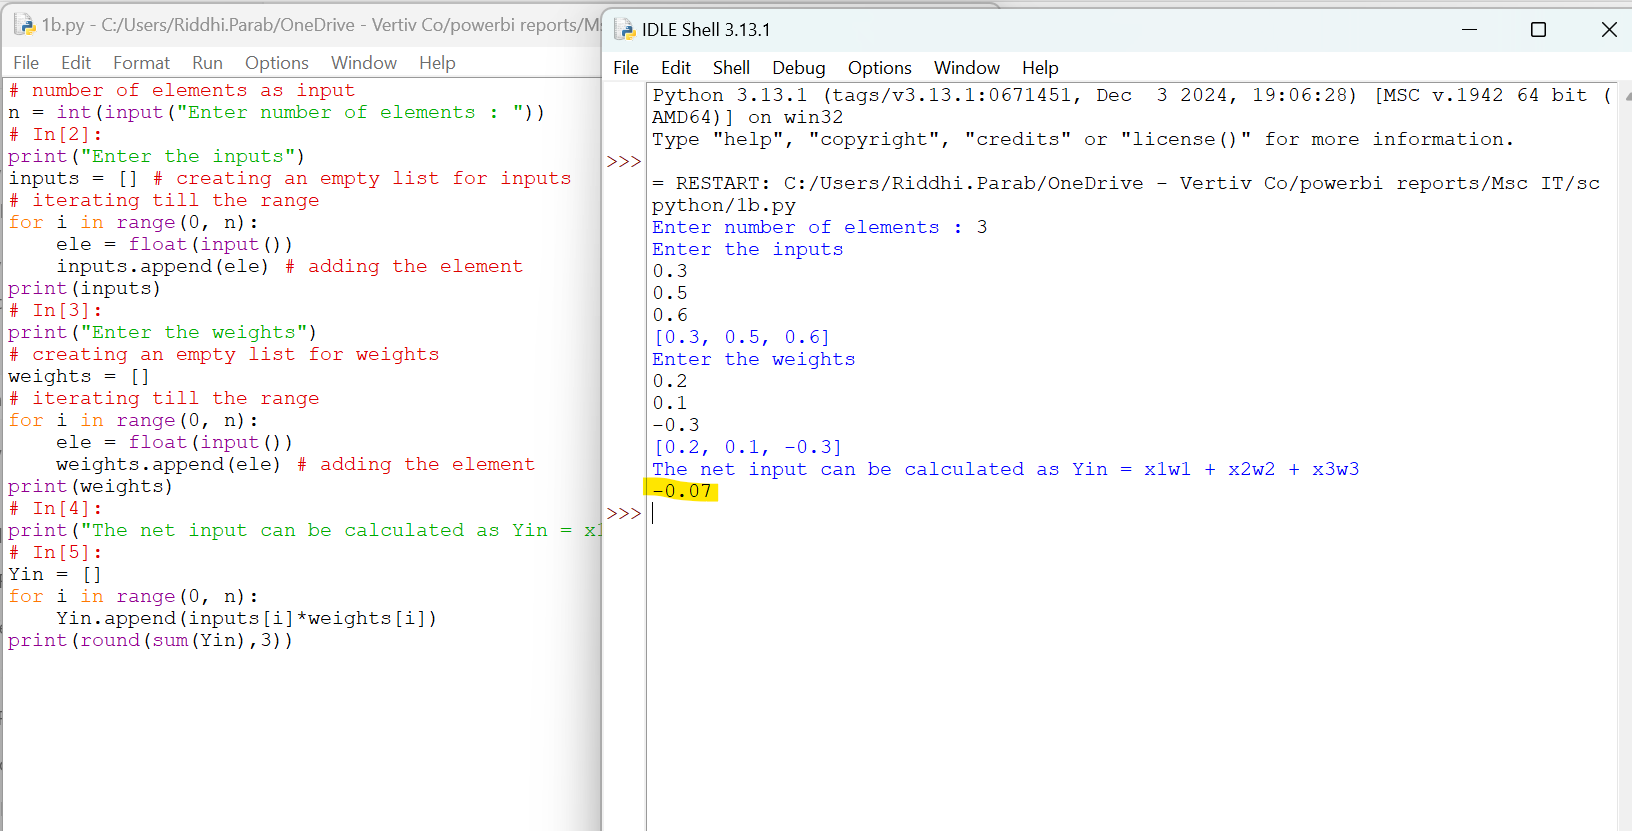 1b.py - C:/Users/Riddhi.Parab/OneDrive - Vertiv Co/powerbi reports/Ms
File Edit Format Run Options Window Help
# number of elements as input
n = int(input("Enter number of elements : "))
# In[2]:
print("Enter the inputs")
inputs = [] # creating an empty list for inputs
# iterating till the range
for i in range(0, n):
    ele = float(input())
    inputs.append(ele) # adding the element
print(inputs)
# In[3]:
print("Enter the weights")
# creating an empty list for weights
weights = []
# iterating till the range
for i in range(0, n):
    ele = float(input())
    weights.append(ele) # adding the element
print(weights)
# In[4]:
print("The net input can be calculated as Yin = x1
# In[5]:
Yin = []
for i in range(0, n):
    Yin.append(inputs[i]*weights[i])
print(round(sum(Yin),3))
IDLE Shell 3.13.1
File Edit Shell Debug Options Window Help
Python 3.13.1 (tags/v3.13.1:0671451, Dec  3 2024, 19:06:28) [MSC v.1942 64 bit (
AMD64)] on win32
Type "help", "copyright", "credits" or "license()" for more information.
>>>
= RESTART: C:/Users/Riddhi.Parab/OneDrive - Vertiv Co/powerbi reports/Msc IT/sc
python/1b.py
Enter number of elements : 3
Enter the inputs
0.3
0.5
0.6
[0.3, 0.5, 0.6]
Enter the weights
0.2
0.1
-0.3
[0.2, 0.1, -0.3]
The net input can be calculated as Yin = x1w1 + x2w2 + x3w3
-0.07
>>>